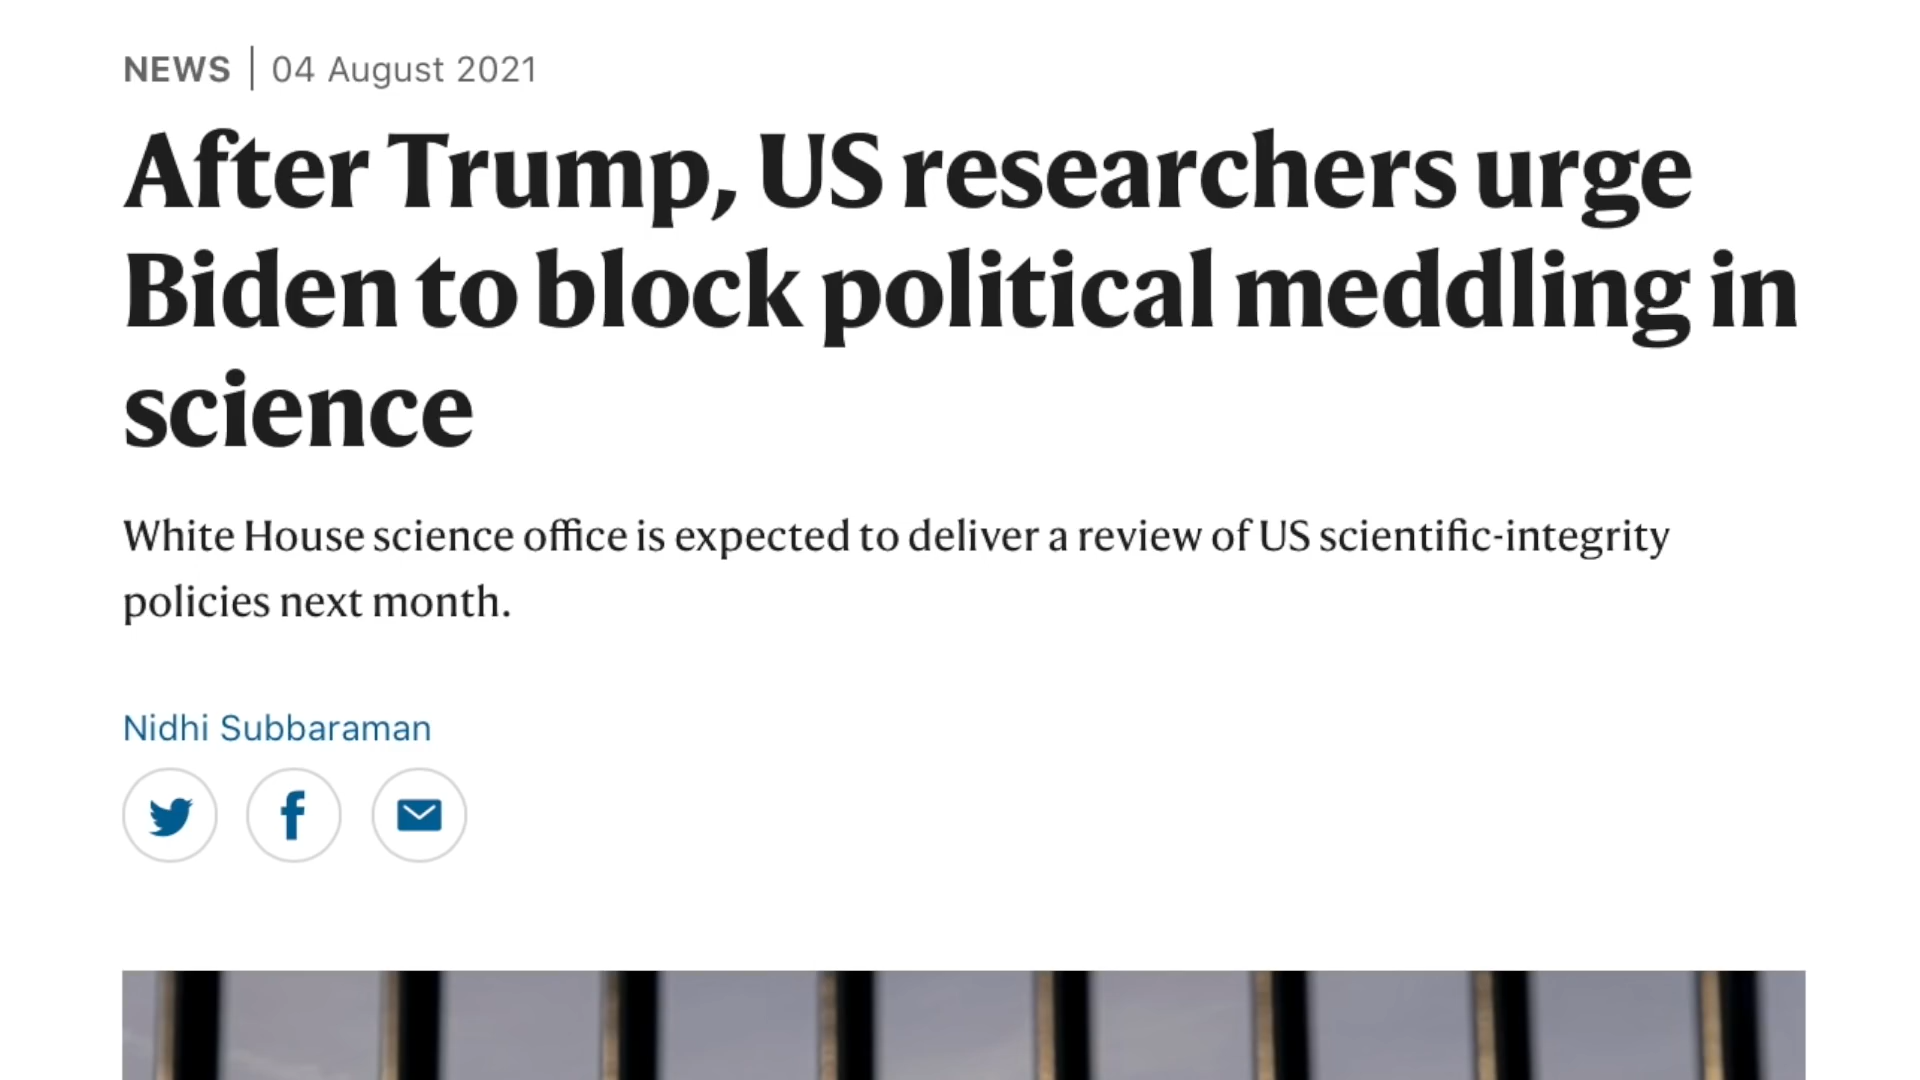 NEWS | 04 August 2021
After Trump, US researchers urge
Biden to block political meddling in
science
White House science office is expected to deliver a review of US scientific-integrity
policies next month.
Nidhi Subbaraman